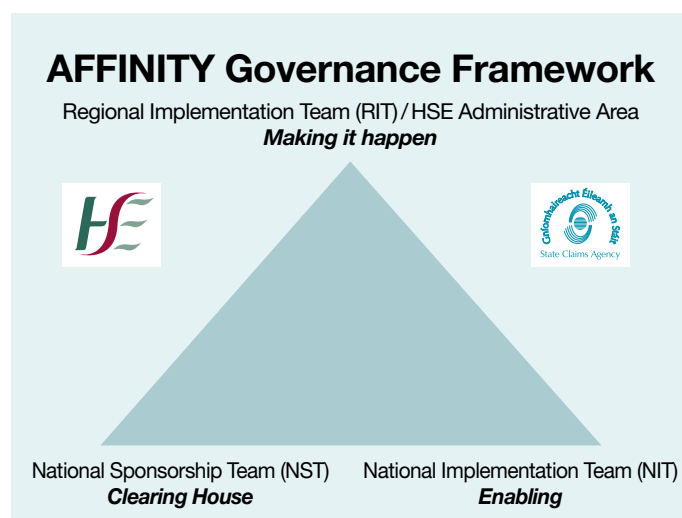 AFFINITY Governance Framework
Regional Implementation Team (RIT)/HSE Administrative Area
Making it happen
HSE
Gníomhaireacht Éileamh an Stáit
State Claims Agency
National Sponsorship Team (NST)
Clearing House
National Implementation Team (NIT)
Enabling